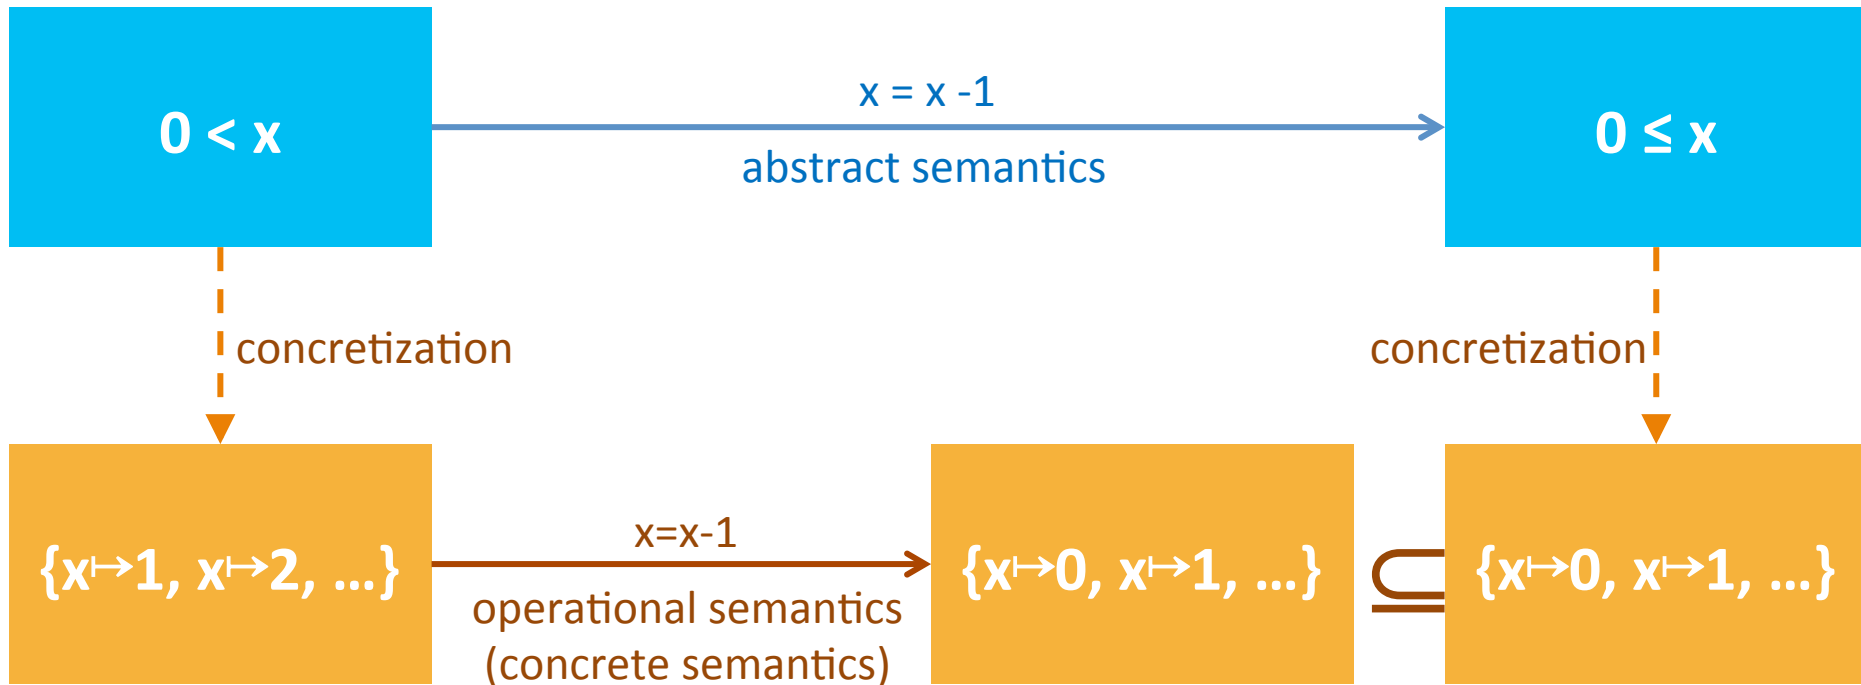 0 < x
x = x -1
abstract semantics
0 ≤ x
concretization
concretization
{x↦1, x↦2, …}
x=x-1
operational semantics
(concrete semantics)
{x↦0, x↦1, …}
⊆
{x↦0, x↦1, …}